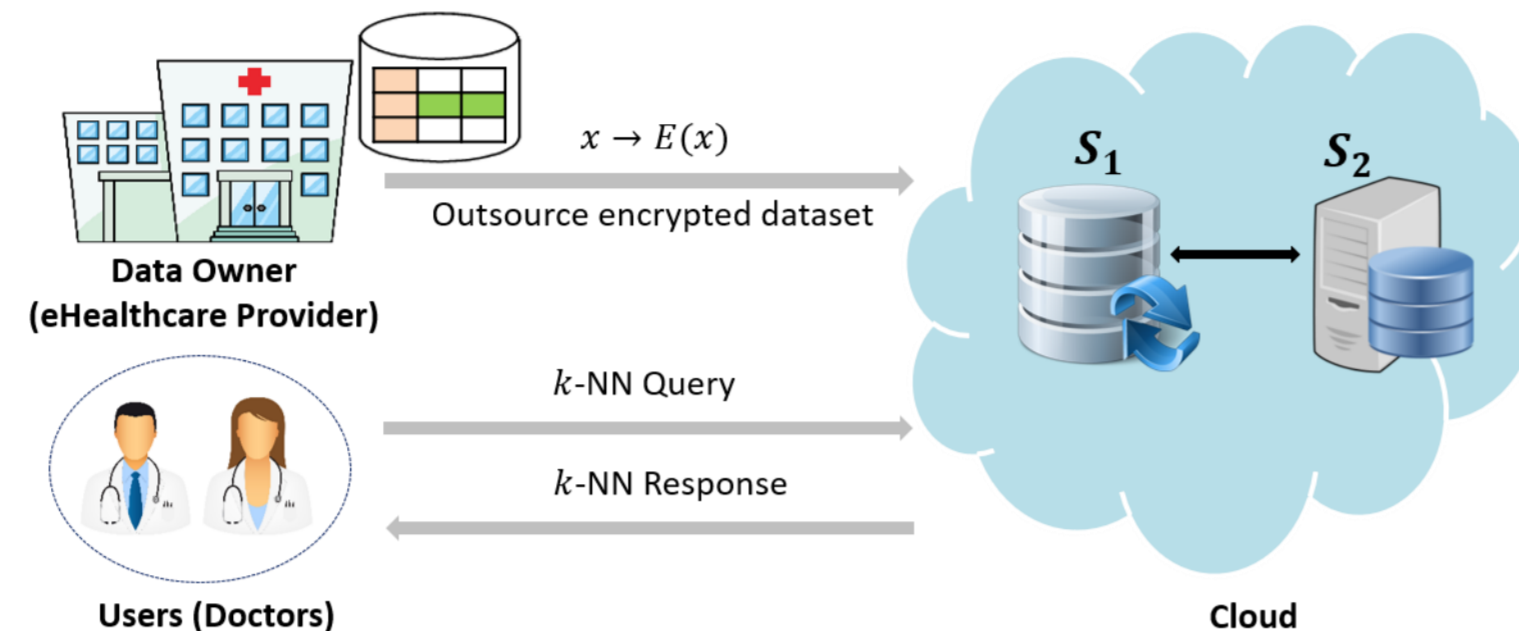 x → E(x)
Outsource encrypted dataset
Data Owner
(eHealthcare Provider)
S₁
S₂
k-NN Query
k-NN Response
Users (Doctors)
Cloud